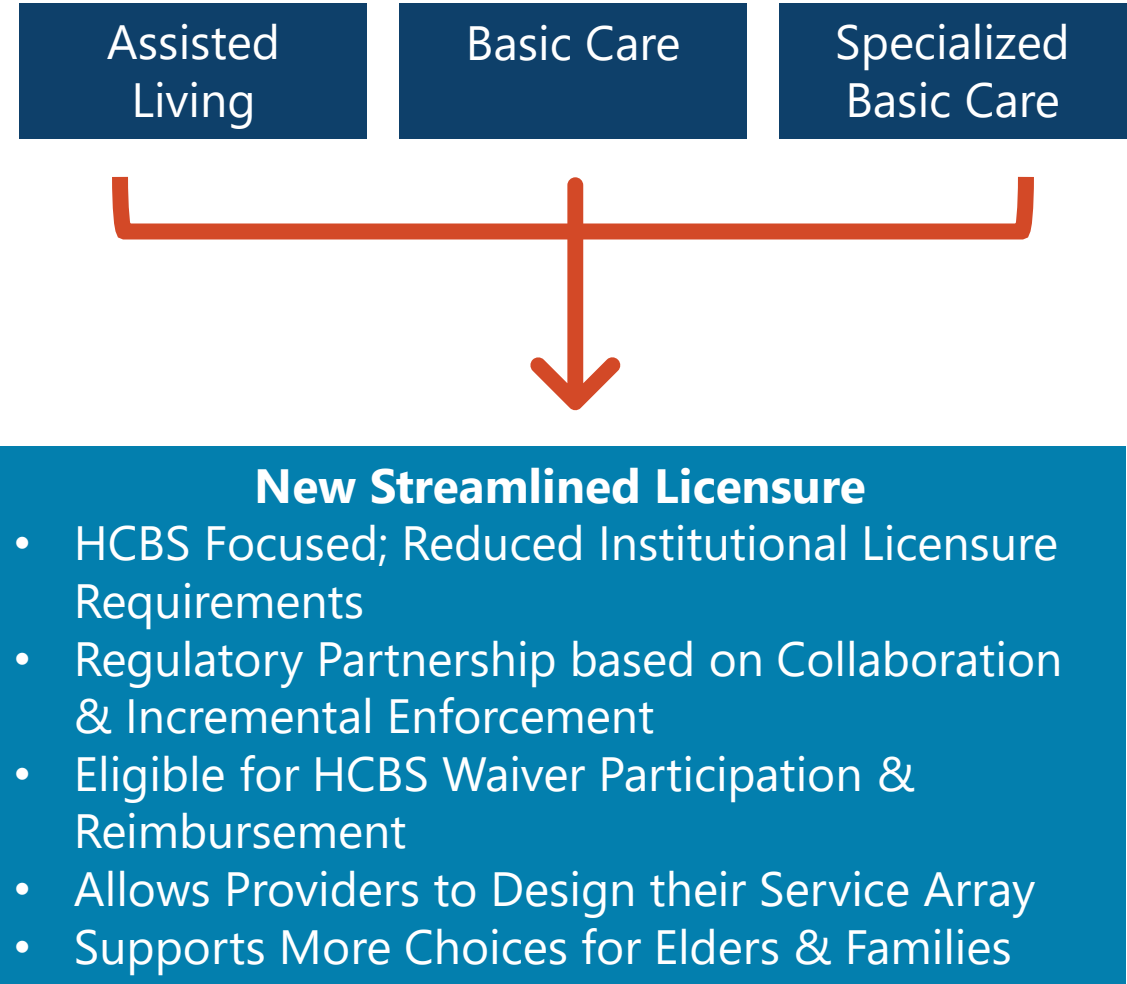 Assisted
Living
Basic Care
Specialized
Basic Care
New Streamlined Licensure
• HCBS Focused; Reduced Institutional Licensure
Requirements
• Regulatory Partnership based on Collaboration
& Incremental Enforcement
• Eligible for HCBS Waiver Participation &
Reimbursement
• Allows Providers to Design their Service Array
• Supports More Choices for Elders & Families